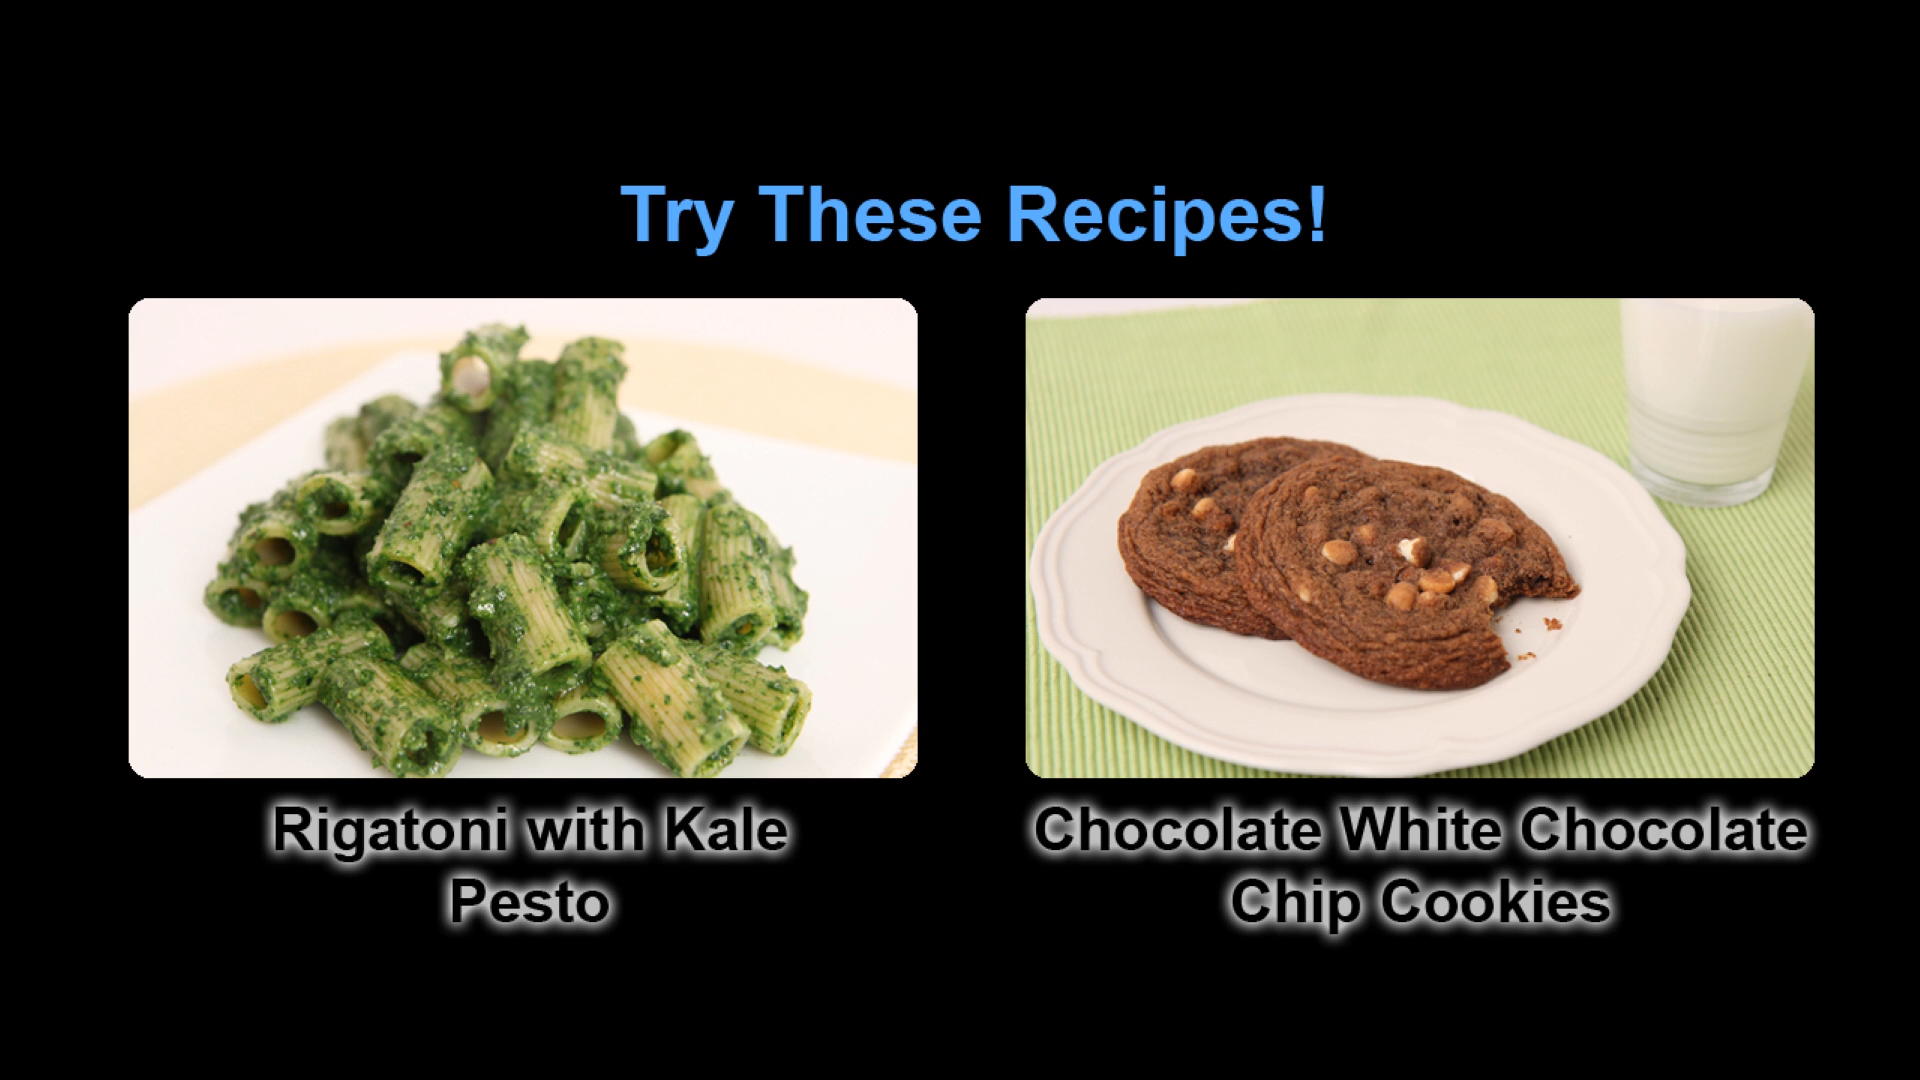 Try These Recipes!
Rigatoni with Kale
Pesto
Chocolate White Chocolate
Chip Cookies